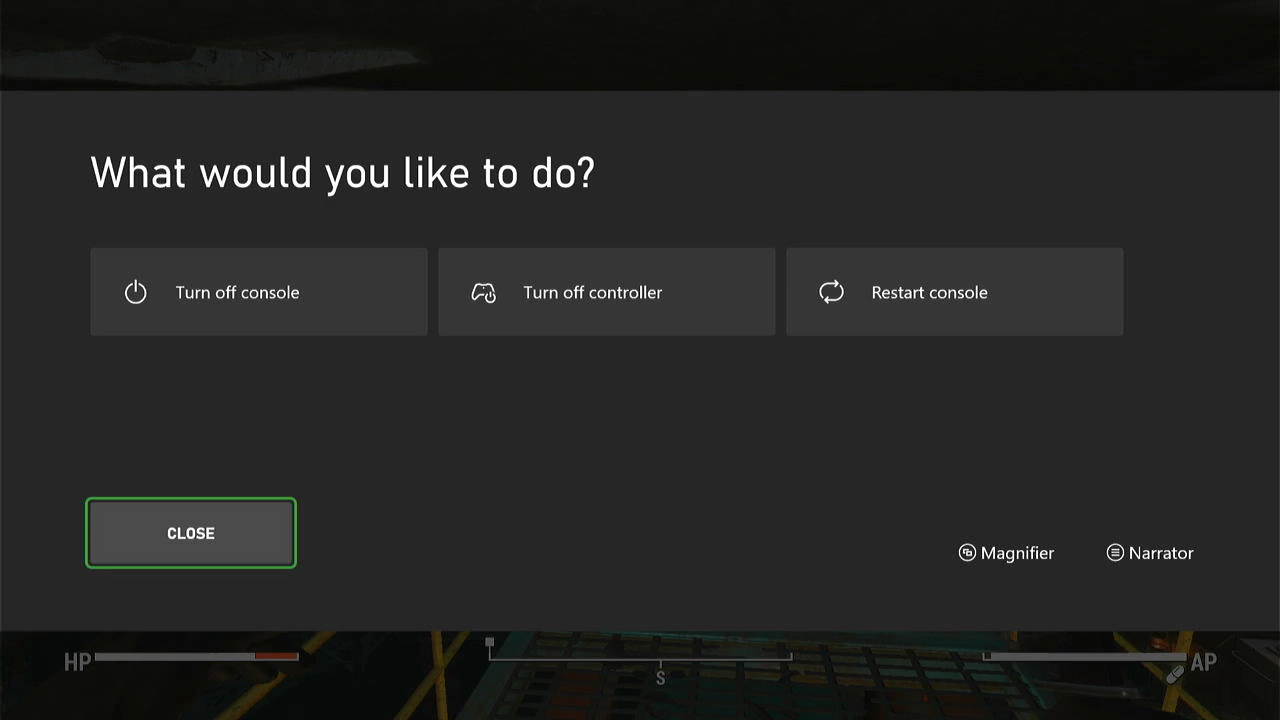 What would you like to do?
Turn off console
Turn off controller
Restart console
CLOSE
Magnifier
Narrator
HP
S
AP